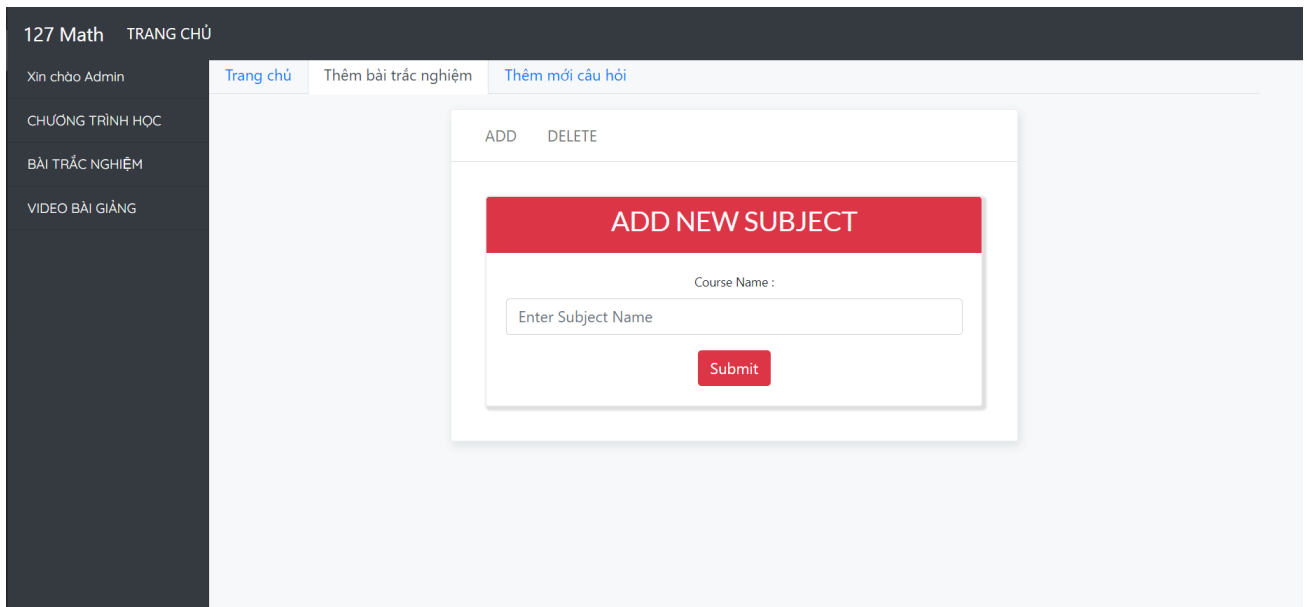 127 Math TRANG CHỦ
Xin chào Admin
CHƯƠNG TRÌNH HỌC
BÀI TRẮC NGHIỆM
VIDEO BÀI GIẢNG
Trang chủ Thêm bài trắc nghiệm Thêm mới câu hỏi
ADD DELETE
ADD NEW SUBJECT
Course Name :
Enter Subject Name
Submit